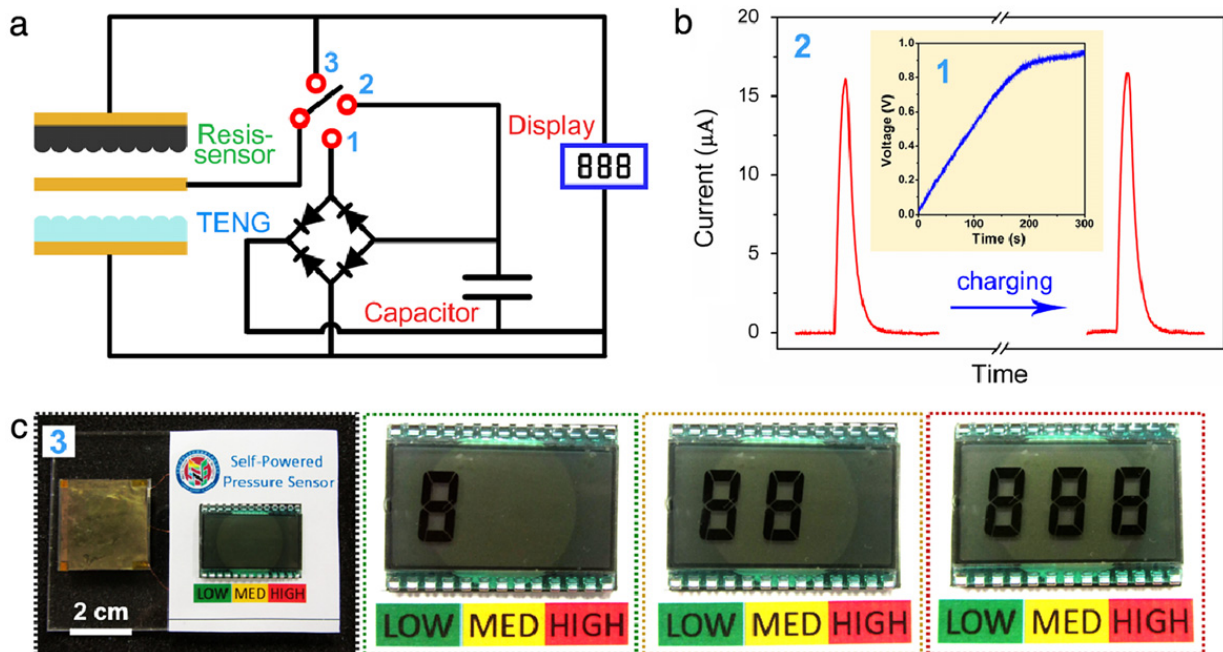 a
3
2
1
Resis-
sensor
TENG
Display
888
Capacitor
b
2
1
Current (μA)
20
15
10
5
0
Time
charging
Voltage (V)
1.0
0.8
0.6
0.4
0.2
0.0
0
100
200
300
Time (s)
c
3
Self-Powered
Pressure Sensor
LOW MED HIGH
2 cm
8
LOW MED HIGH
88
LOW MED HIGH
888
LOW MED HIGH